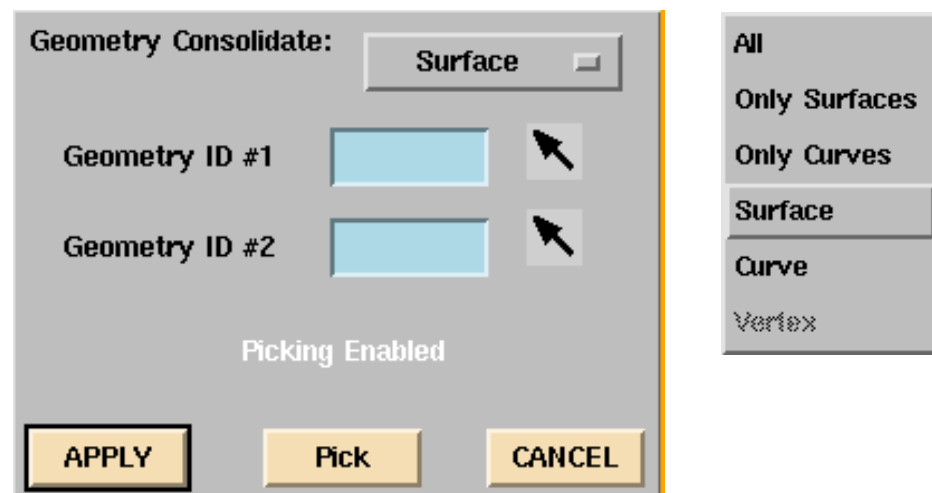 Geometry Consolidate:
Surface
Geometry ID #1
Geometry ID #2
Picking Enabled
APPLY
Pick
CANCEL
All
Only Surfaces
Only Curves
Surface
Curve
Vertex